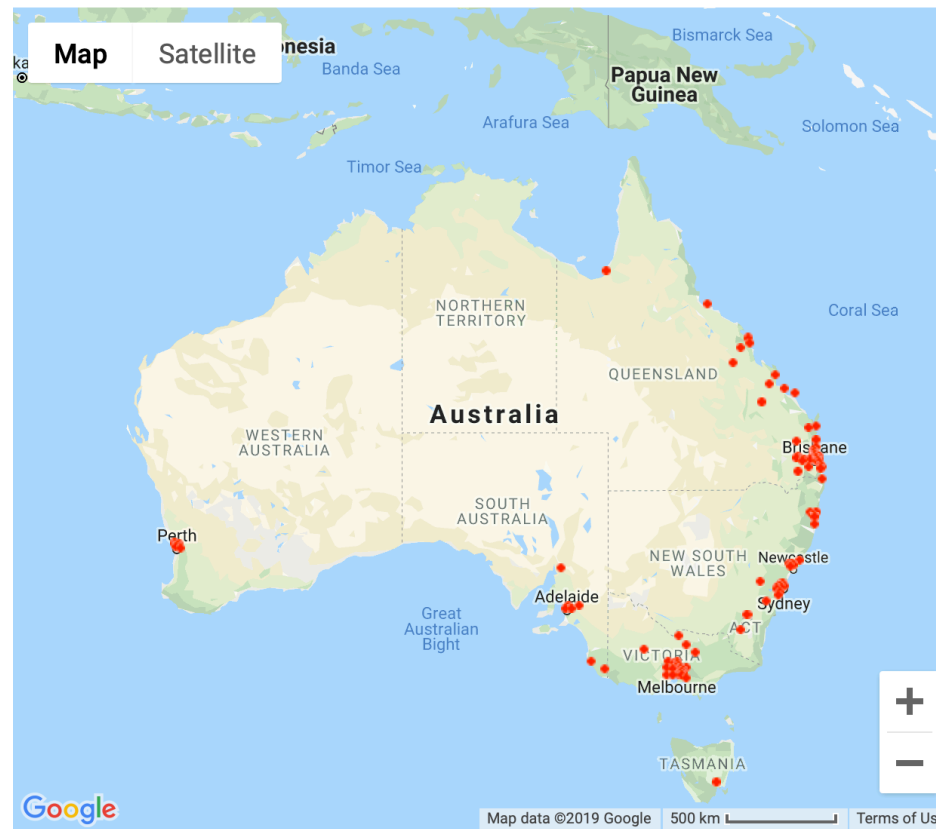 Map
Satellite
onesia
Bismarck Sea
ka
Banda Sea
Papua New
Guinea
Arafura Sea
Solomon Sea
Timor Sea
NORTHERN
TERRITORY
Coral Sea
QUEENSLAND
Australia
WESTERN
AUSTRALIA
Brisbane
SOUTH
AUSTRALIA
Perth
NEW SOUTH
WALES
Newcastle
Adelaide
Sydney
Great
Australian
Bight
ACT
VICTORIA
Melbourne
TASMANIA
Google
Map data ©2019 Google
500 km
Terms of Us